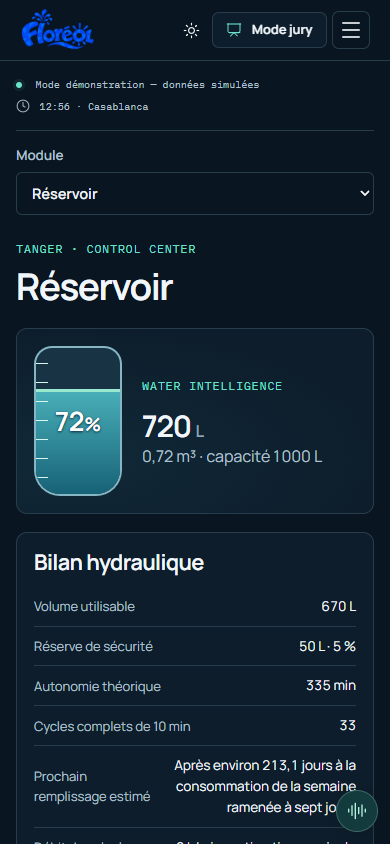 Floréal
Mode jury
Mode démonstration — données simulées
12:56 · Casablanca
Module
Réservoir
TANGER · CONTROL CENTER
Réservoir
72%
WATER INTELLIGENCE
720 L
0,72 m³ · capacité 1000 L
Bilan hydraulique
Volume utilisable 670 L
Réserve de sécurité 50 L · 5 %
Autonomie théorique 335 min
Cycles complets de 10 min 33
Prochain remplissage estimé
Après environ 213,1 jours à la
consommation de la semaine
ramenée à sept